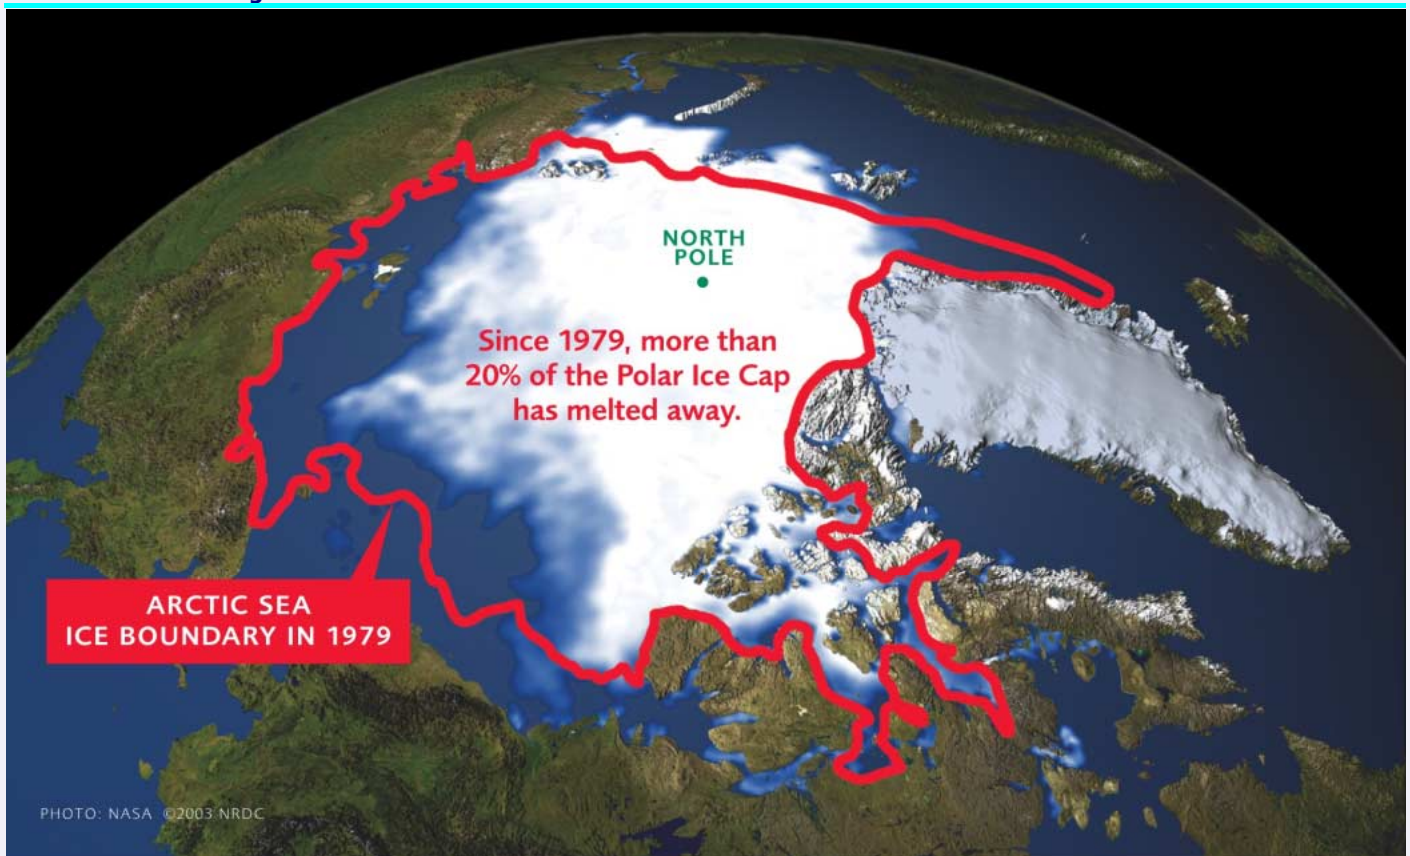 NORTH
POLE
Since 1979, more than
20% of the Polar Ice Cap
has melted away.
ARCTIC SEA
ICE BOUNDARY IN 1979
PHOTO: NASA ©2003 NRDC